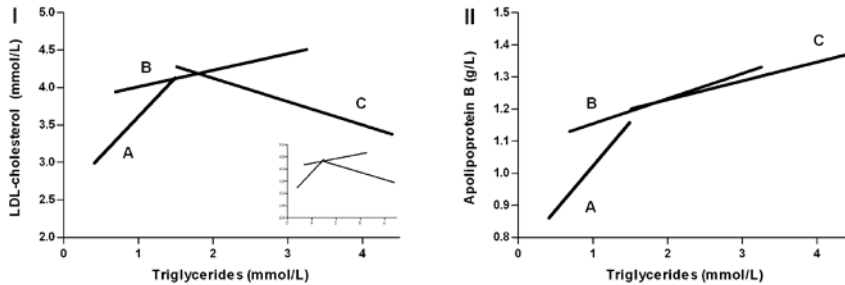 I
LDL-cholesterol (mmol/L)
5.0
4.5
4.0
3.5
3.0
2.5
2.0
B
A
C
0
1
2
3
4
Triglycerides (mmol/L)
II
Apolipoprotein B (g/L)
1.5
1.4
1.3
1.2
1.1
1.0
0.9
0.8
B
C
A
0
1
2
3
4
Triglycerides (mmol/L)